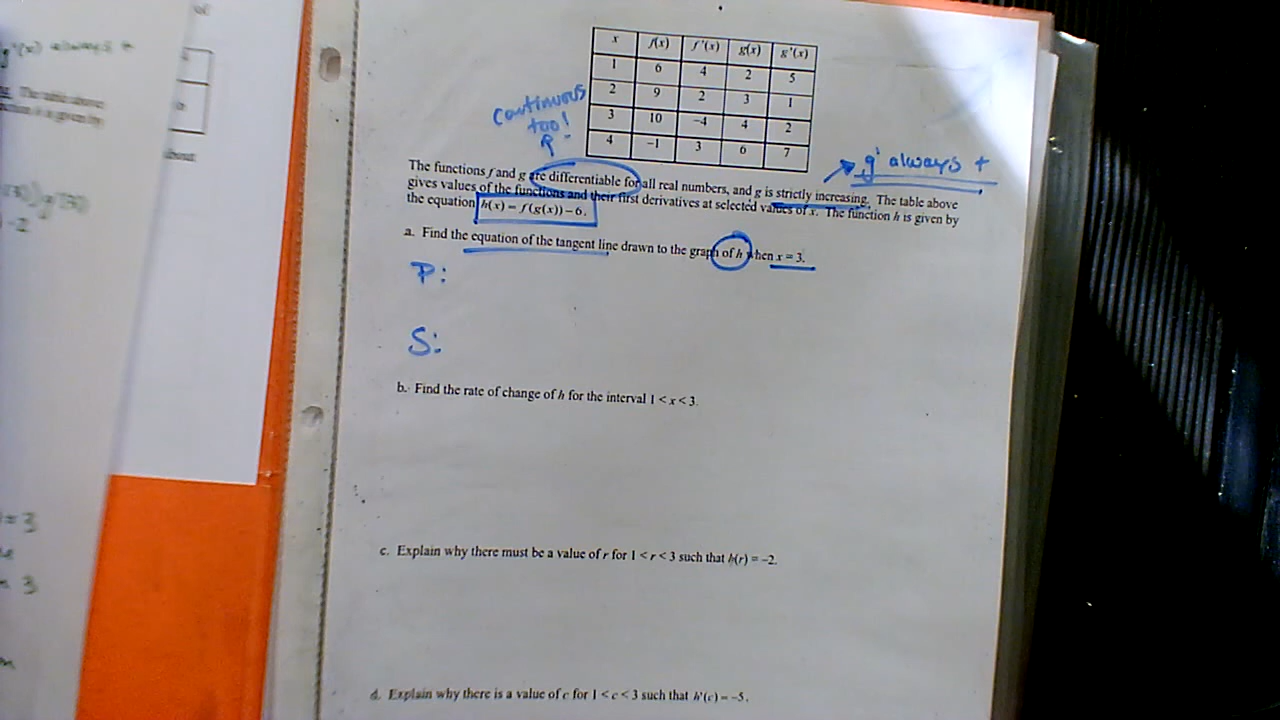 x f(x) f'(x) g(x) g'(x)
1 6 4 2 5
2 9 2 3 1
3 10 -4 4 2
4 -1 3 6 7
continuous
too!
g' always +
The functions f and g are differentiable for all real numbers, and g is strictly increasing. The table above
gives values of the functions and their first derivatives at selected values of x. The function h is given by
the equation h(x) = f(g(x)) – 6.
a. Find the equation of the tangent line drawn to the graph of h when x = 3.
P:
S:
b. Find the rate of change of h for the interval 1 < x < 3.
c. Explain why there must be a value of r for 1 < r < 3 such that h(r) = –2.
d. Explain why there is a value of c for 1 < c < 3 such that h'(c) = –5.
g'(x) always +
= 3
3